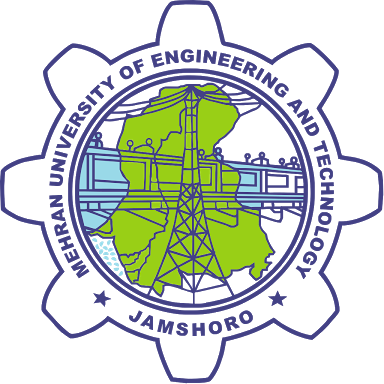 MEHRAN UNIVERSITY OF ENGINEERING AND TECHNOLOGY
JAMSHORO